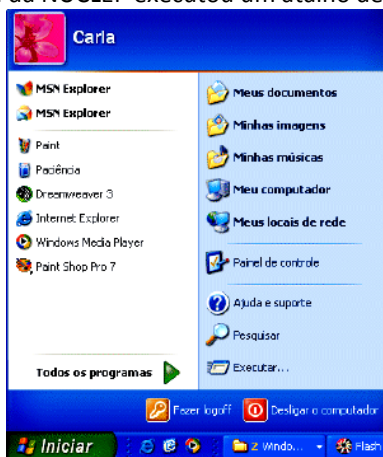 da NUCLEP executou um atalho de
Carla
MSN Explorer
MSN Explorer
Paint
Paciência
Dreamweaver 3
Internet Explorer
Windows Media Player
Paint Shop Pro 7
Todos os programas
Meus documentos
Minhas imagens
Minhas músicas
Meu computador
Meus locais de rede
Painel de controle
Ajuda e suporte
Pesquisar
Executar...
Fazer logoff
Desligar o computador
Iniciar
2 Windo...
Flash